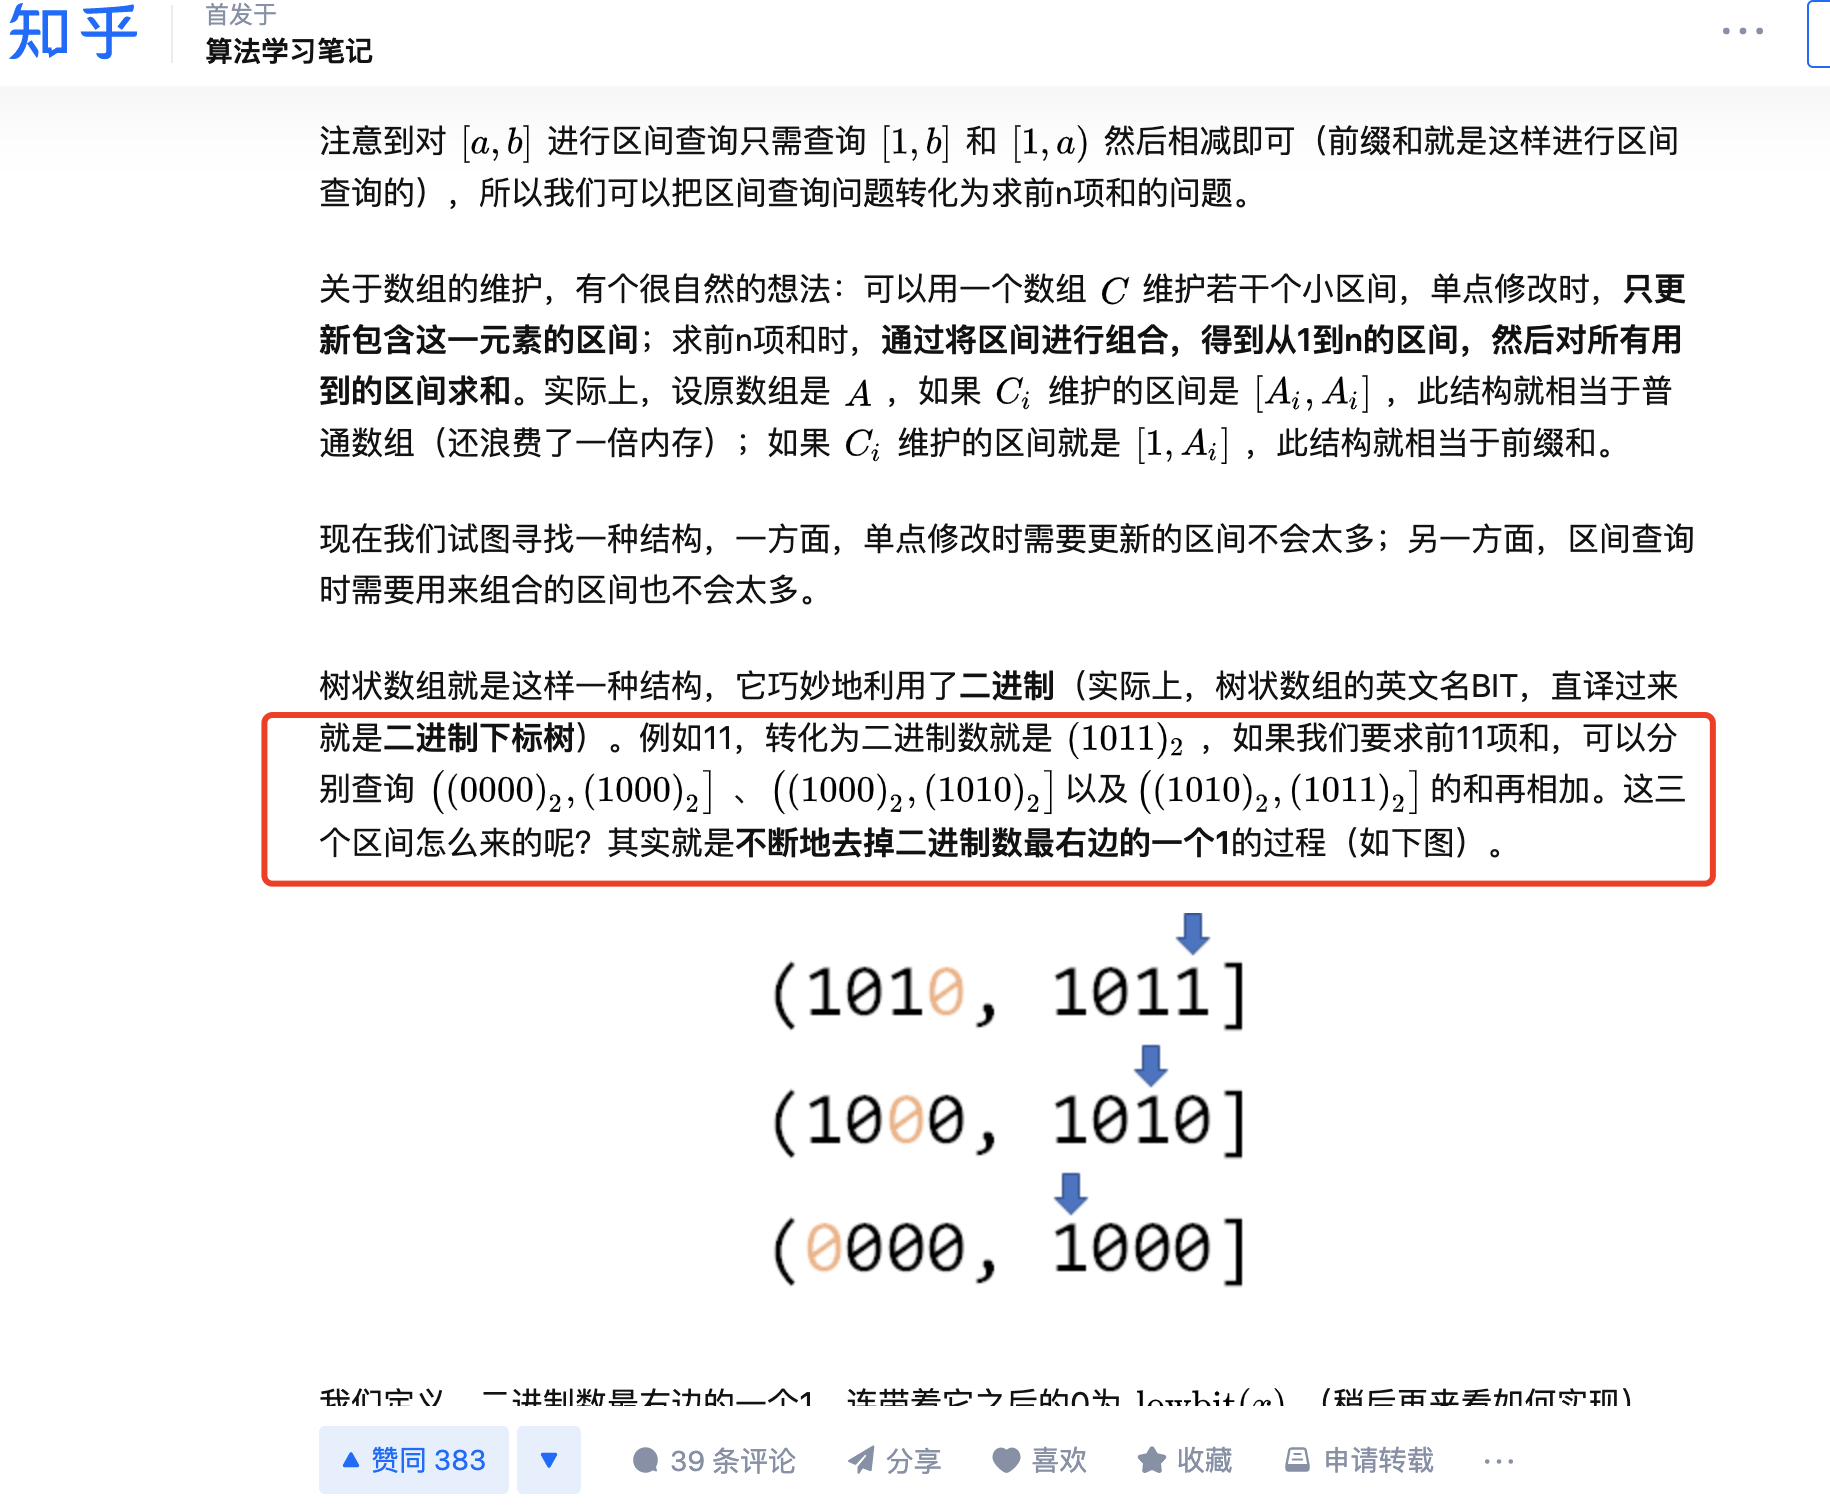 知乎
首发于
算法学习笔记
注意到对 [a, b] 进行区间查询只需查询 [1, b] 和 [1, a) 然后相减即可（前缀和就是这样进行区间
查询的），所以我们可以把区间查询问题转化为求前n项和的问题。
关于数组的维护，有个很自然的想法：可以用一个数组 C 维护若干个小区间，单点修改时，只更
新包含这一元素的区间；求前n项和时，通过将区间进行组合，得到从1到n的区间，然后对所有用
到的区间求和。实际上，设原数组是 A ，如果 Cᵢ 维护的区间是 [Aᵢ, Aᵢ] ，此结构就相当于普
通数组（还浪费了一倍内存）；如果 Cᵢ 维护的区间就是 [1, Aᵢ] ，此结构就相当于前缀和。
现在我们试图寻找一种结构，一方面，单点修改时需要更新的区间不会太多；另一方面，区间查询
时需要用来组合的区间也不会太多。
树状数组就是这样一种结构，它巧妙地利用了二进制（实际上，树状数组的英文名BIT，直译过来
就是二进制下标树）。例如11，转化为二进制数就是 (1011)₂ ，如果我们要求前11项和，可以分
别查询 ((0000)₂, (1000)₂] 、 ((1000)₂, (1010)₂] 以及 ((1010)₂, (1011)₂] 的和再相加。这三
个区间怎么来的呢？其实就是不断地去掉二进制数最右边的一个1的过程（如下图）。
(1010, 1011]
(1000, 1010]
(0000, 1000]
我们定义，二进制数最右边的一个1，连带着它之后的0为 lowbit(x) （稍后再来看如何实现）
赞同 383
39 条评论
分享
喜欢
收藏
申请转载